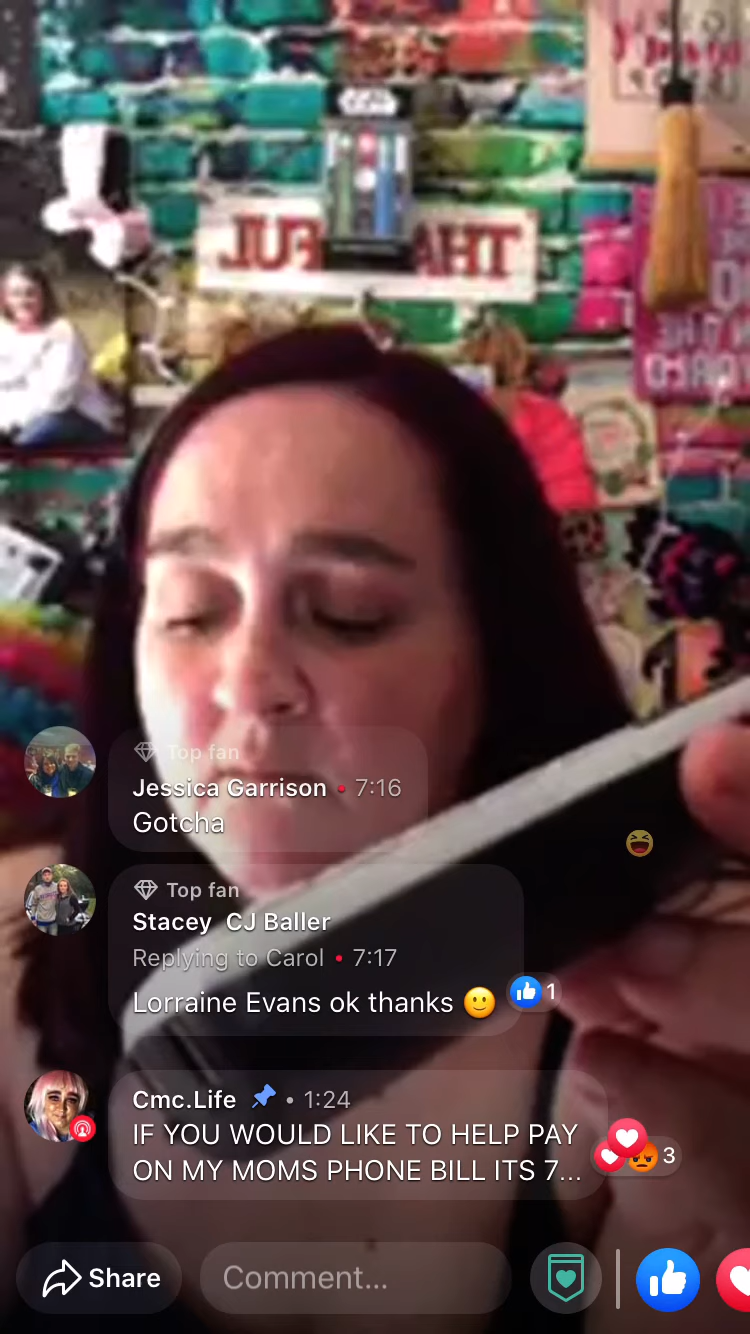 THA
FUL
Top fan
Jessica Garrison • 7:16
Gotcha
Top fan
Stacey CJ Baller
Replying to Carol • 7:17
Lorraine Evans ok thanks 🙂
1
Cmc.Life • 1:24
IF YOU WOULD LIKE TO HELP PAY
ON MY MOMS PHONE BILL ITS 7...
3
Share
Comment...